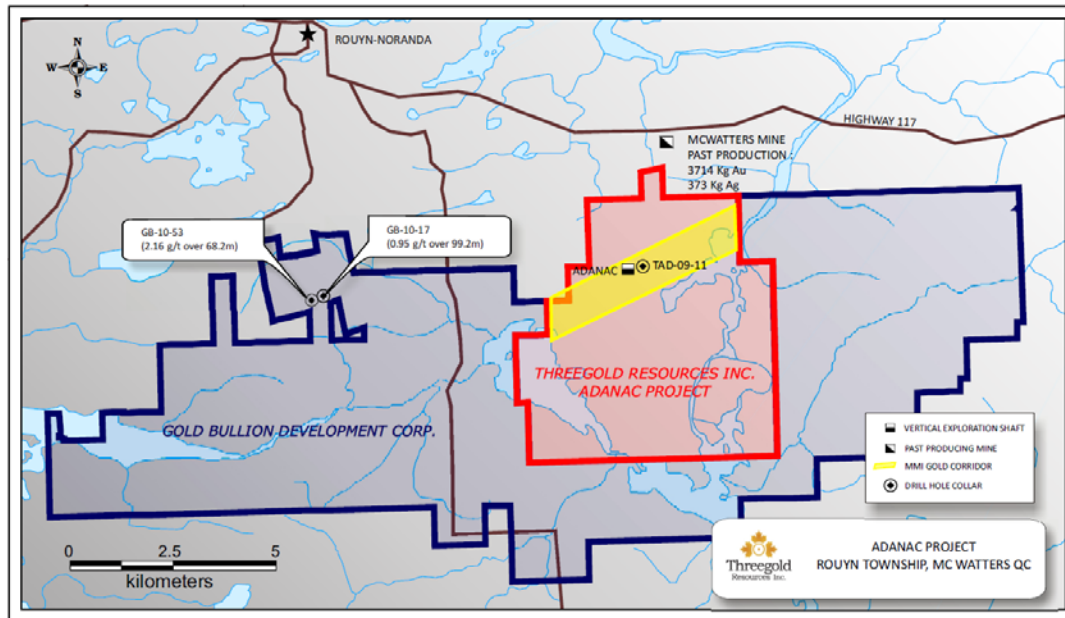 N
W E
S
ROUYN-NORANDA
HIGHWAY 117
MCWATTERS MINE
PAST PRODUCTION :
3714 Kg Au
373 Kg Ag
GB-10-53
(2.16 g/t over 68.2m)
GB-10-17
(0.95 g/t over 99.2m)
ADANAC
TAD-09-11
THREEGOLD RESOURCES INC.
ADANAC PROJECT
GOLD BULLION DEVELOPMENT CORP.
VERTICAL EXPLORATION SHAFT
PAST PRODUCING MINE
MMI GOLD CORRIDOR
DRILL HOLE COLLAR
0 2.5 5
kilometers
Threegold
Resources Inc.
ADANAC PROJECT
ROUYN TOWNSHIP, MC WATTERS QC